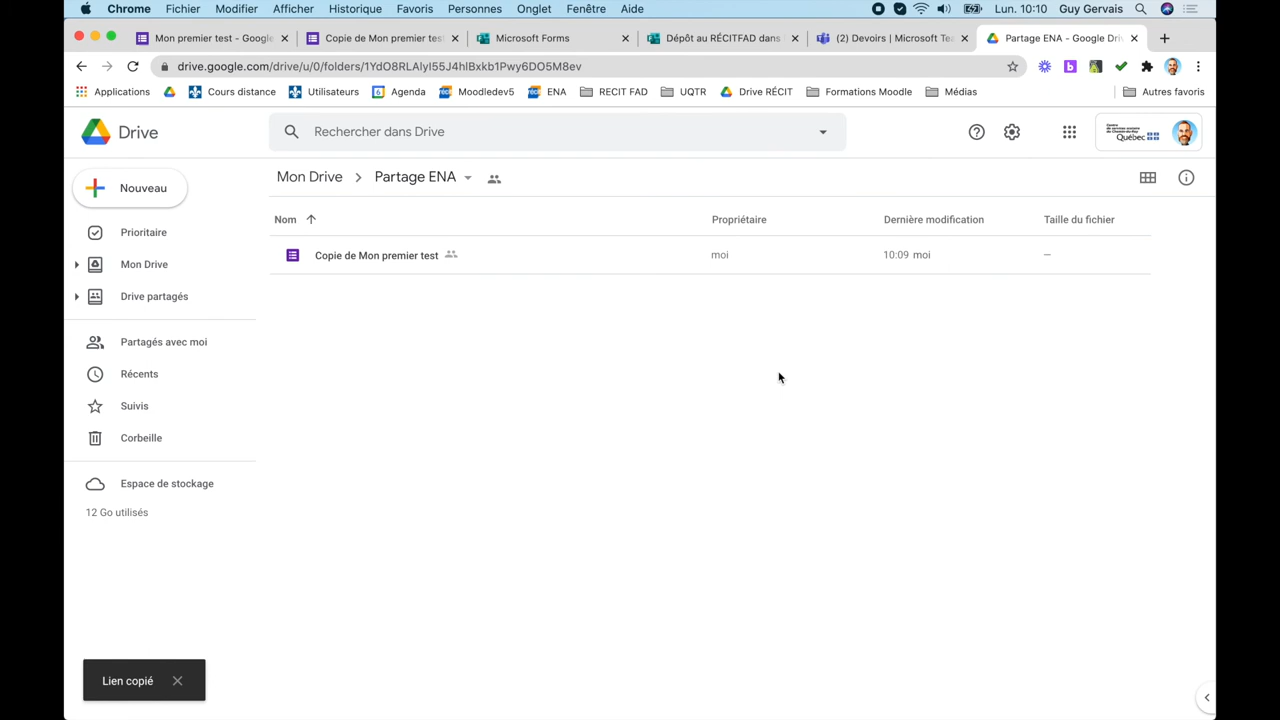 Chrome Fichier Modifier Afficher Historique Favoris Personnes Onglet Fenêtre Aide Lun. 10:10 Guy Gervais
Mon premier test - Google Copie de Mon premier test Microsoft Forms Dépôt au RÉCITFAD dans (2) Devoirs | Microsoft Tea Partage ENA - Google Driv
drive.google.com/drive/u/0/folders/1YdO8RLAlyI55J4hlBxkb1Pwy6DO5M8ev
Applications Cours distance Utilisateurs Agenda Moodledev5 ENA RECIT FAD UQTR Drive RÉCIT Formations Moodle Médias Autres favoris
Drive Rechercher dans Drive
Québec
Nouveau
Mon Drive Partage ENA
Nom Propriétaire Dernière modification Taille du fichier
Copie de Mon premier test moi 10:09 moi –
Prioritaire
Mon Drive
Drive partagés
Partagés avec moi
Récents
Suivis
Corbeille
Espace de stockage
12 Go utilisés
Lien copié